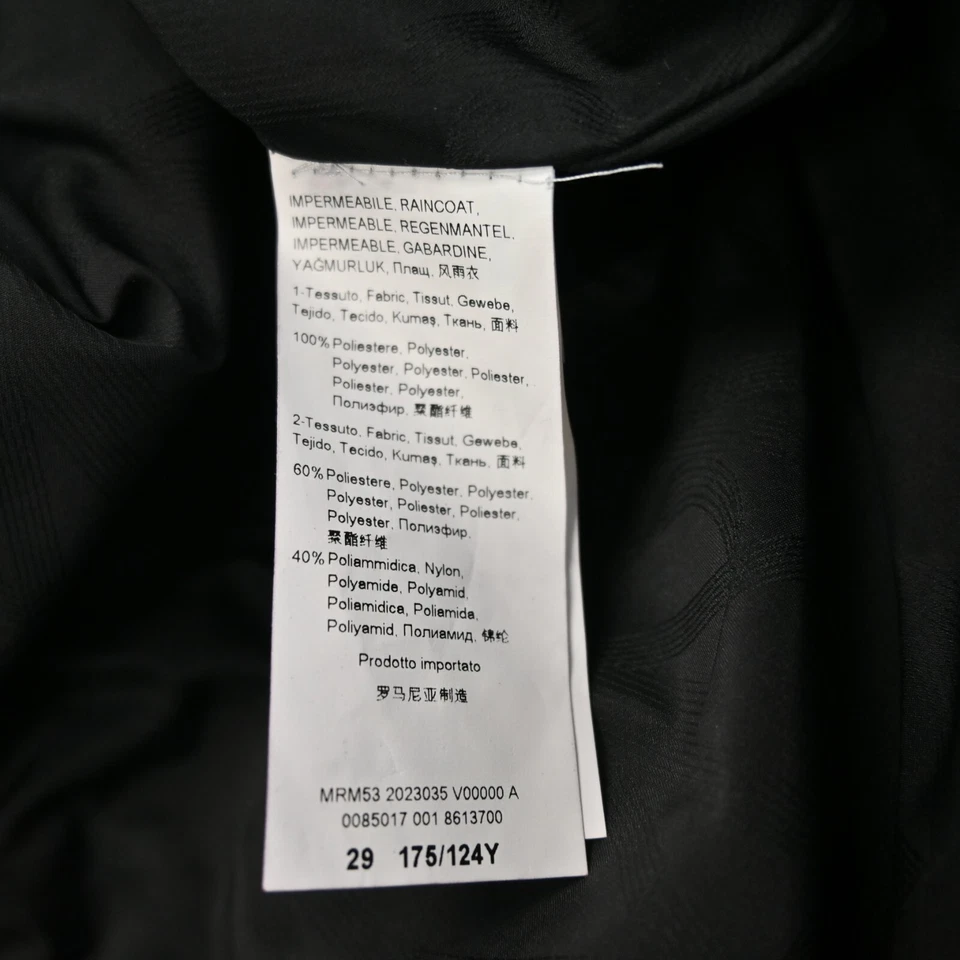 IMPERMEABILE, RAINCOAT,
IMPERMEABLE, REGENMANTEL,
IMPERMEABLE, GABARDINE,
YAĞMURLUK, Плащ, 风雨衣
1-Tessuto, Fabric, Tissut, Gewebe,
Tejido, Tecido, Kumaş, Ткань, 面料
100% Poliestere, Polyester,
Polyester, Polyester, Poliester,
Poliester, Polyester,
Полиэфир, 聚酯纤维
2-Tessuto, Fabric, Tissut, Gewebe,
Tejido, Tecido, Kumaş, Ткань, 面料
60% Poliestere, Polyester, Polyester,
Polyester, Poliester, Poliester,
Polyester, Полиэфир,
聚酯纤维
40% Poliammidica, Nylon,
Polyamide, Polyamid,
Poliamidica, Poliamida,
Poliyamid, Полиамид, 锦纶
Prodotto importato
罗马尼亚制造
MRM53 2023035 V00000 A
0085017 001 8613700
29 175/124Y